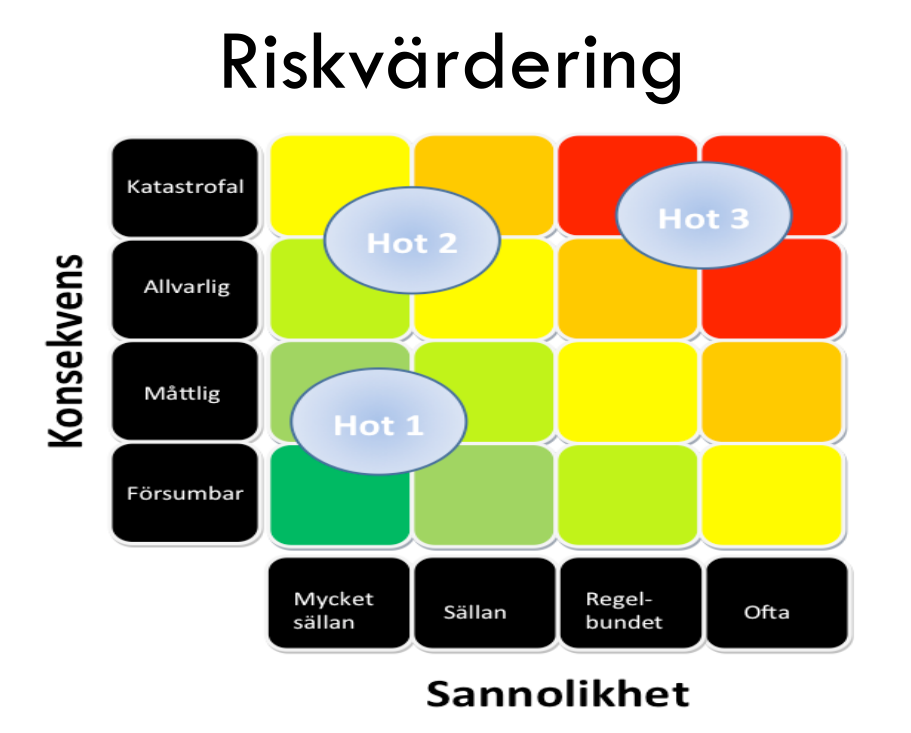 Riskvärdering
Katastrofal
Hot 3
Hot 2
Allvarlig
Konsekvens
Måttlig
Hot 1
Försumbar
Mycket
sällan
Sällan
Regel-
bundet
Ofta
Sannolikhet